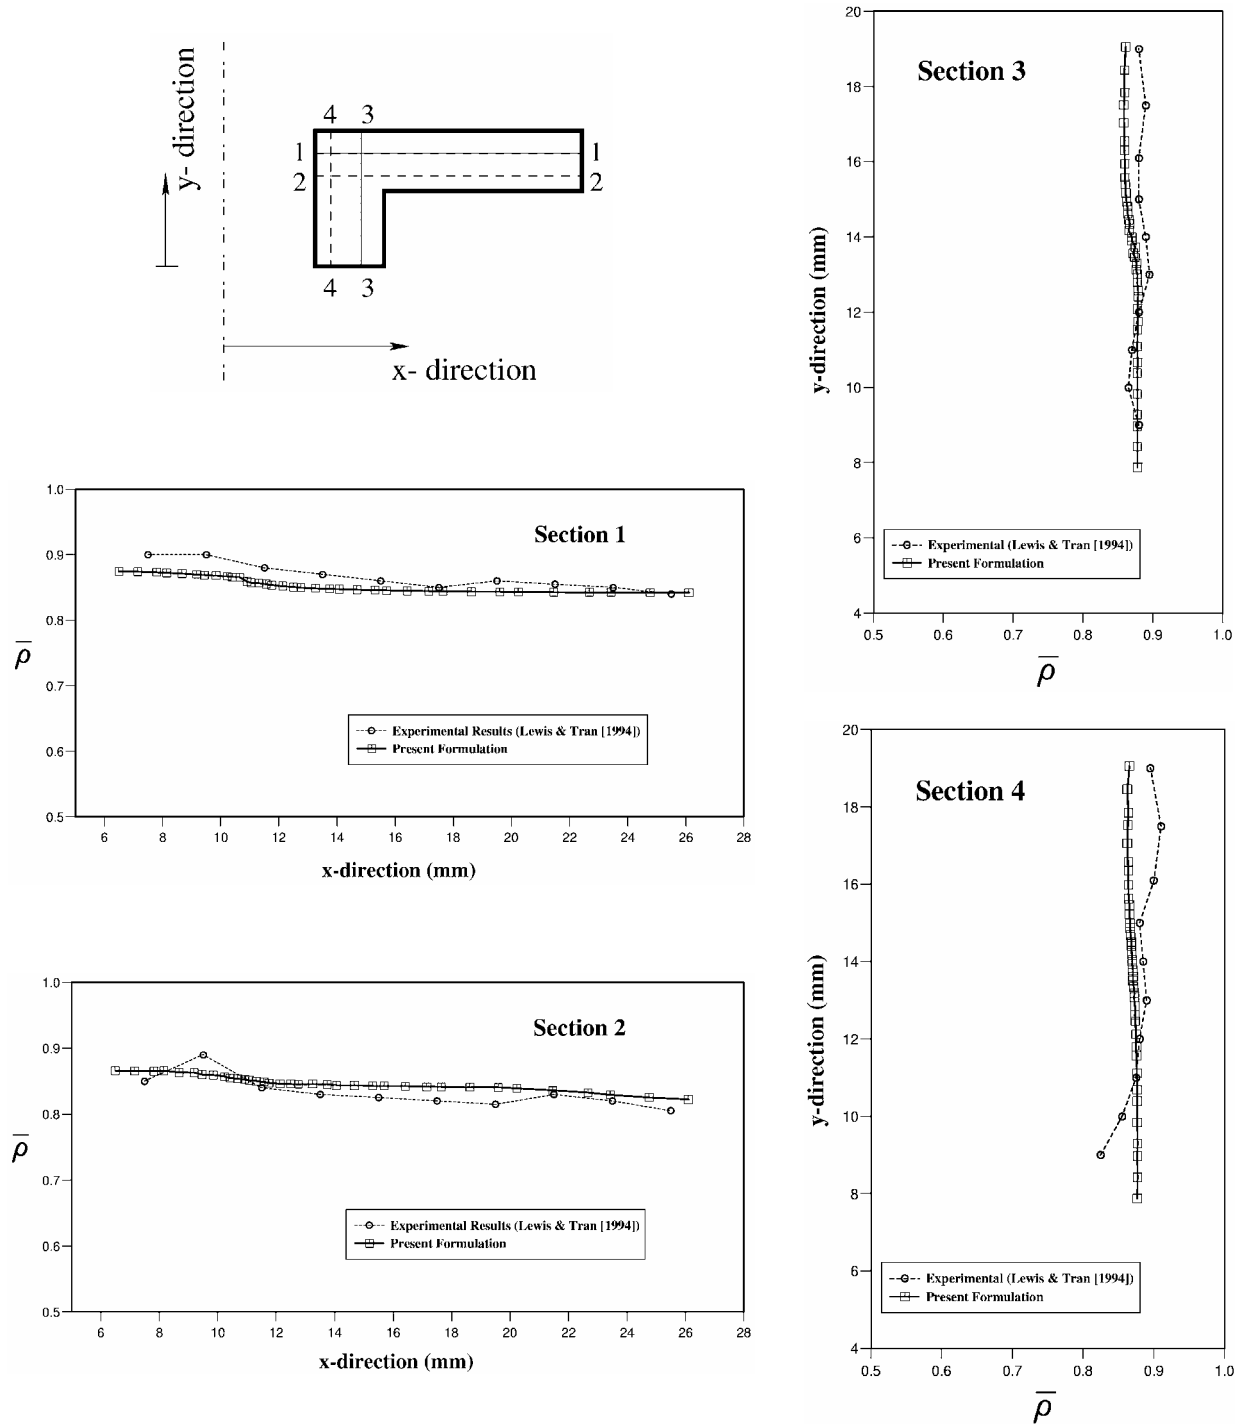 y- direction
4 3
1 1
2 2
4 3
x- direction
1.0
0.9
0.8
0.7
0.6
0.5
ρ
Section 1
Experimental Results (Lewis & Tran [1994])
Present Formulation
6 8 10 12 14 16 18 20 22 24 26 28
x-direction (mm)
1.0
0.9
0.8
0.7
0.6
0.5
ρ
Section 2
Experimental Results (Lewis & Tran [1994])
Present Formulation
6 8 10 12 14 16 18 20 22 24 26 28
x-direction (mm)
20
18
16
14
12
10
8
6
4
y-direction (mm)
Section 3
Experimental (Lewis & Tran [1994])
Present Formulation
0.5 0.6 0.7 0.8 0.9 1.0
ρ
20
18
16
14
12
10
8
6
4
y-direction (mm)
Section 4
Experimental (Lewis & Tran [1994])
Present Formulation
0.5 0.6 0.7 0.8 0.9 1.0
ρ